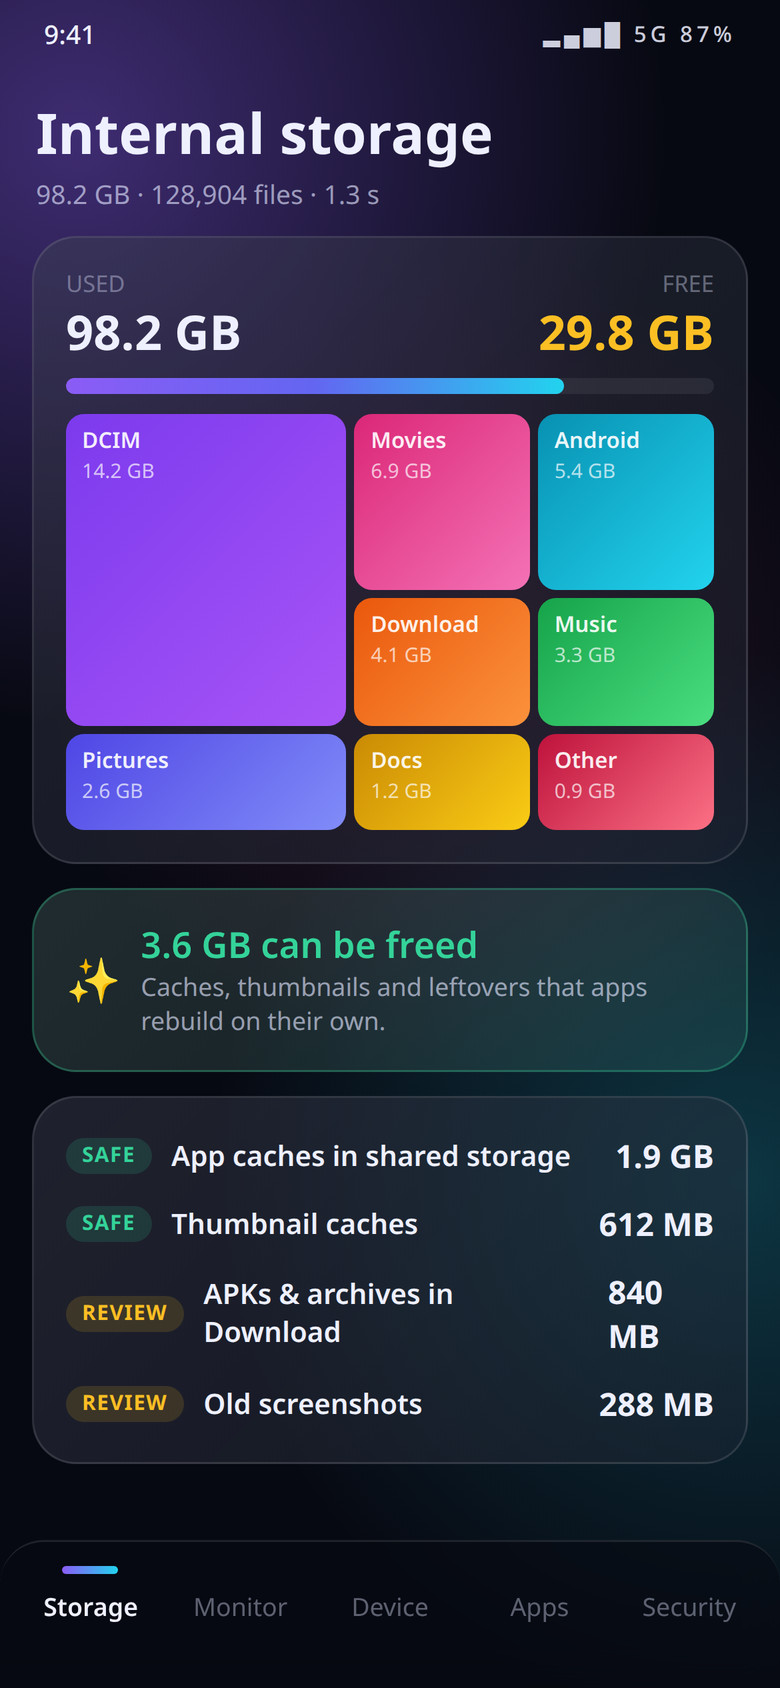 9:41
5G 87%
Internal storage
98.2 GB · 128,904 files · 1.3 s
USED
FREE
98.2 GB
29.8 GB
DCIM
14.2 GB
Movies
6.9 GB
Android
5.4 GB
Download
4.1 GB
Music
3.3 GB
Pictures
2.6 GB
Docs
1.2 GB
Other
0.9 GB
3.6 GB can be freed
Caches, thumbnails and leftovers that apps
rebuild on their own.
SAFE App caches in shared storage 1.9 GB
SAFE Thumbnail caches 612 MB
REVIEW APKs & archives in
Download
840
MB
REVIEW Old screenshots 288 MB
Storage Monitor Device Apps Security